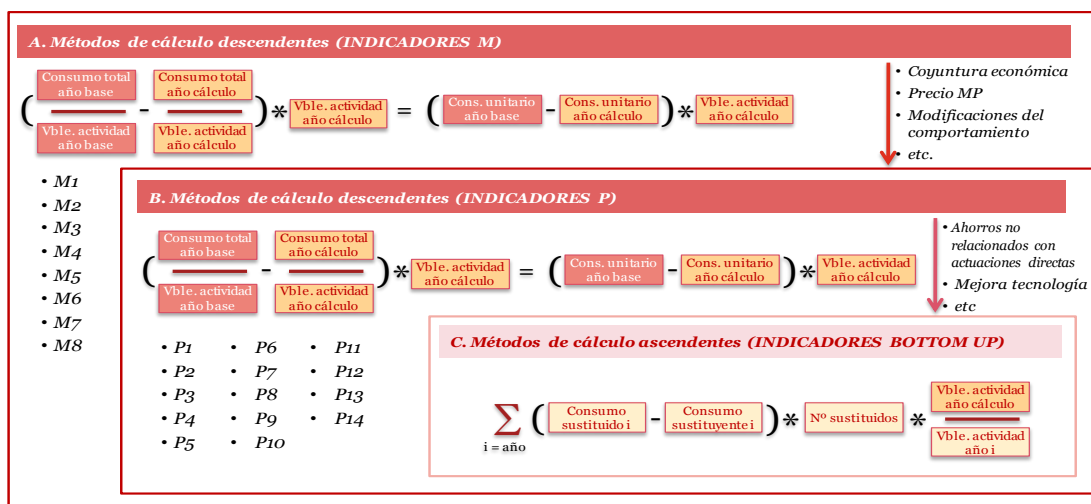 A. Métodos de cálculo descendentes (INDICADORES M)
Consumo total
año base
Vble. actividad
año base
-
Consumo total
año cálculo
Vble. actividad
año cálculo
*
Vble. actividad
año cálculo
=
Cons. unitario
año base
-
Cons. unitario
año cálculo
*
Vble. actividad
año cálculo
• Coyuntura económica
• Precio MP
• Modificaciones del
comportamiento
• etc.
• M1
• M2
• M3
• M4
• M5
• M6
• M7
• M8
B. Métodos de cálculo descendentes (INDICADORES P)
Consumo total
año base
Vble. actividad
año base
-
Consumo total
año cálculo
Vble. actividad
año cálculo
*
Vble. actividad
año cálculo
=
Cons. unitario
año base
-
Cons. unitario
año cálculo
*
Vble. actividad
año cálculo
• Ahorros no
relacionados con
actuaciones directas
• Mejora tecnología
• etc
• P1
• P2
• P3
• P4
• P5
• P6
• P7
• P8
• P9
• P10
• P11
• P12
• P13
• P14
C. Métodos de cálculo ascendentes (INDICADORES BOTTOM UP)
∑
i = año
(
Consumo
sustituido i
-
Consumo
sustituyente i
)
*
Nº sustituidos
*
Vble. actividad
año cálculo
Vble. actividad
año i